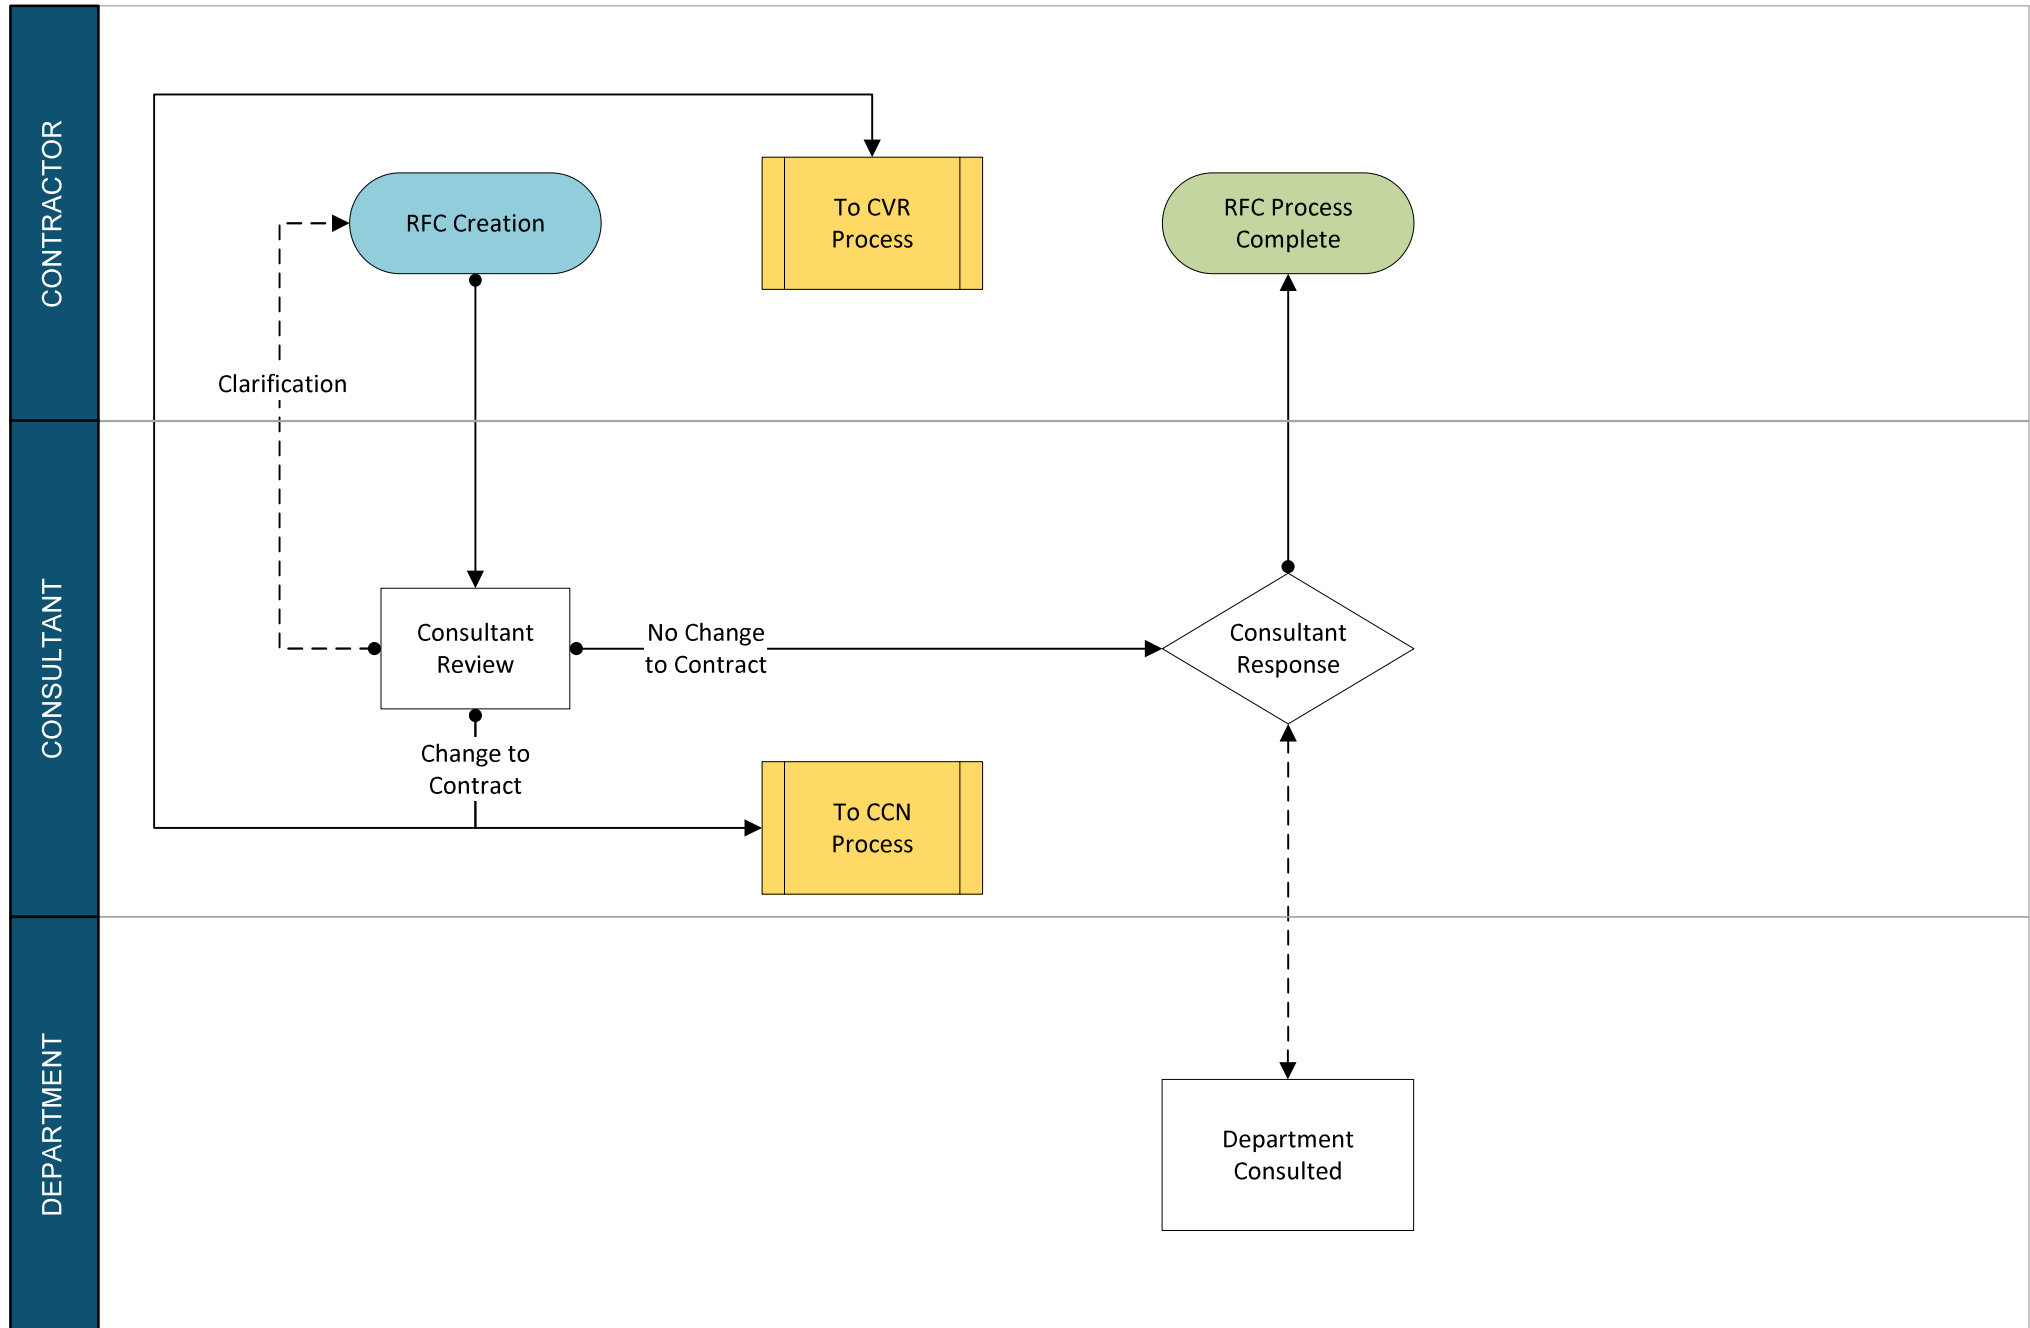 CONTRACTOR
RFC Creation
To CVR
Process
RFC Process
Complete
Clarification
CONSULTANT
Consultant
Review
No Change
to Contract
Consultant
Response
Change to
Contract
To CCN
Process
DEPARTMENT
Department
Consulted